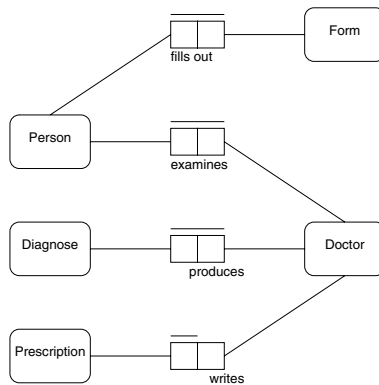 Form
fills out
Person
examines
Diagnose
Doctor
produces
Prescription
writes